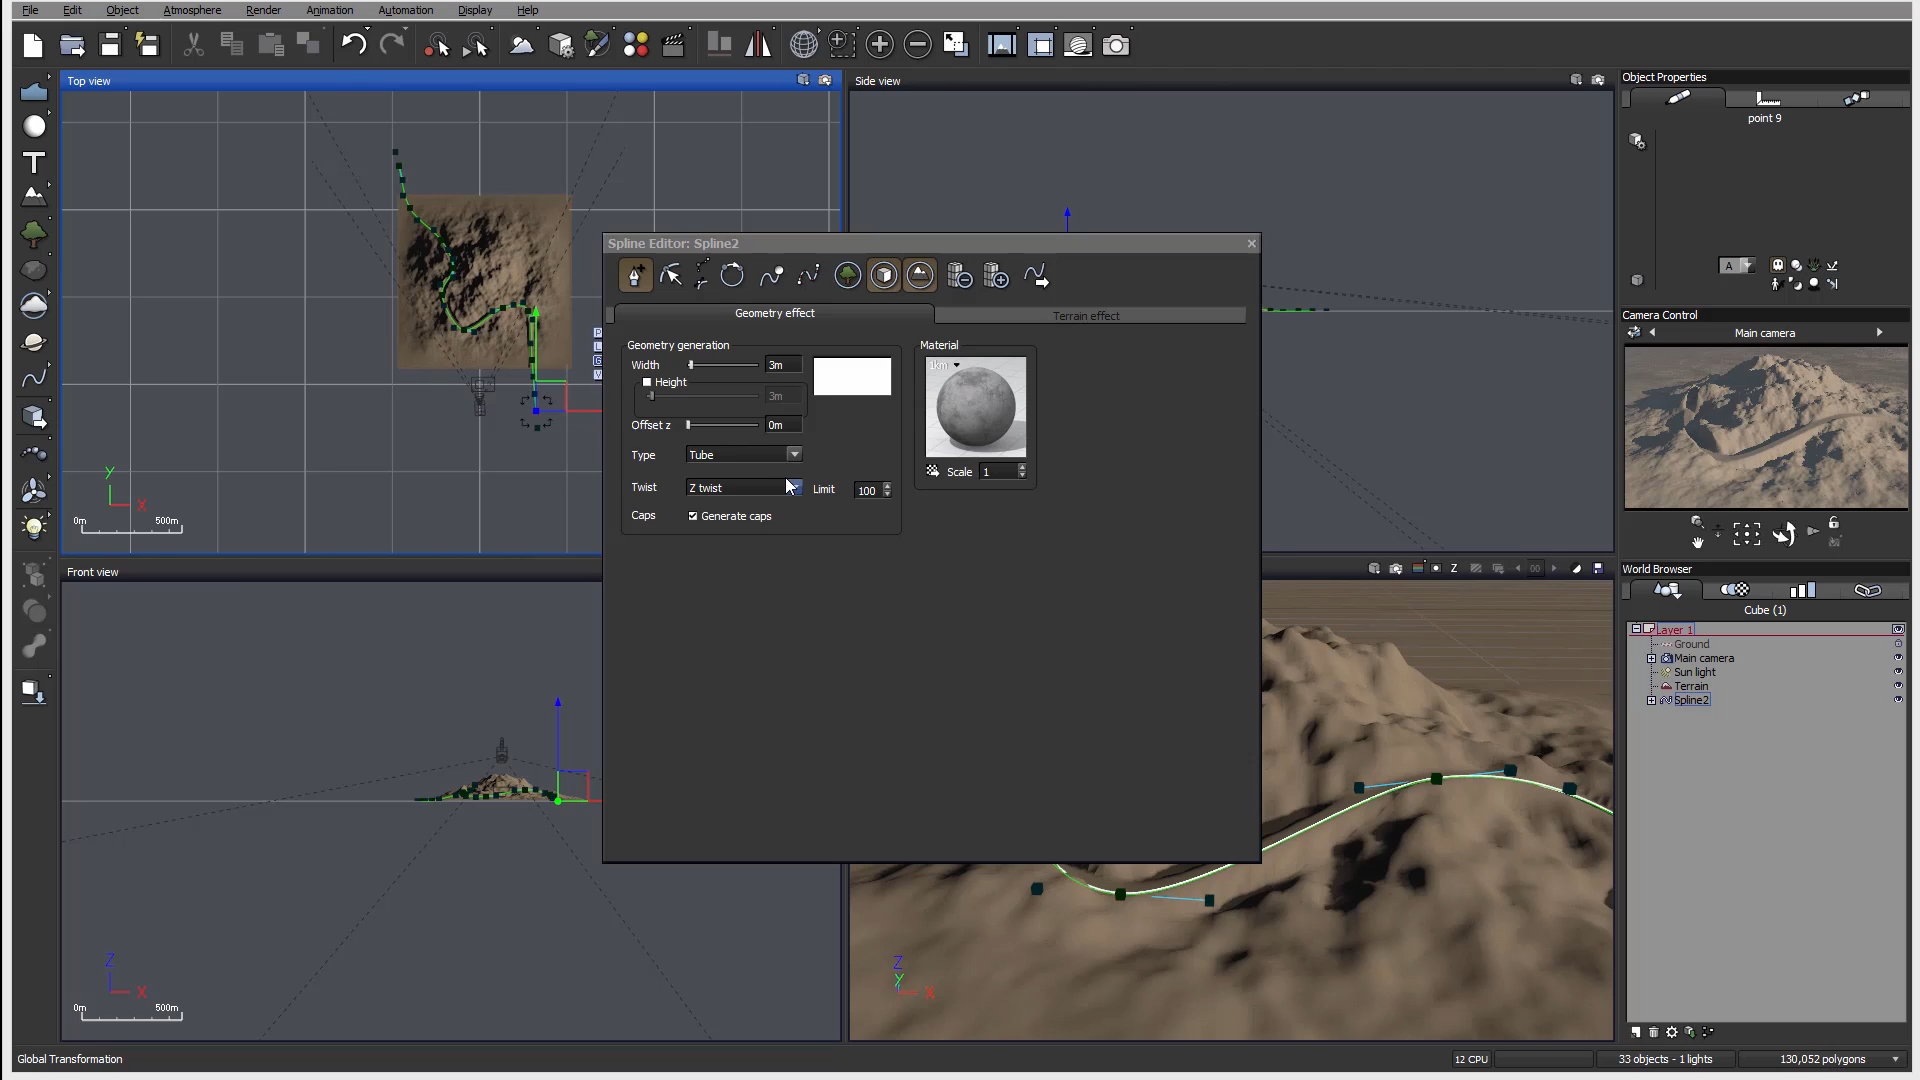 File Edit Object Atmosphere Render Animation Automation Display Help
Top view
Side view
Object Properties
point 9
A
Y
X
0m 500m
Spline Editor: Spline2
Geometry effect
Terrain effect
Geometry generation
Width 3m
Height
3m
Offset z 0m
Type Tube
Twist Z twist Limit 100
Caps Generate caps
Material
1km
Scale 1
P
L
G
V
Camera Control
Main camera
Front view
Z
X
0m 500m
Z 00
Z
Y
X
World Browser
Cube (1)
Layer 1
Ground
Main camera
Sun light
Terrain
Spline2
Global Transformation
12 CPU
33 objects - 1 lights
130,052 polygons